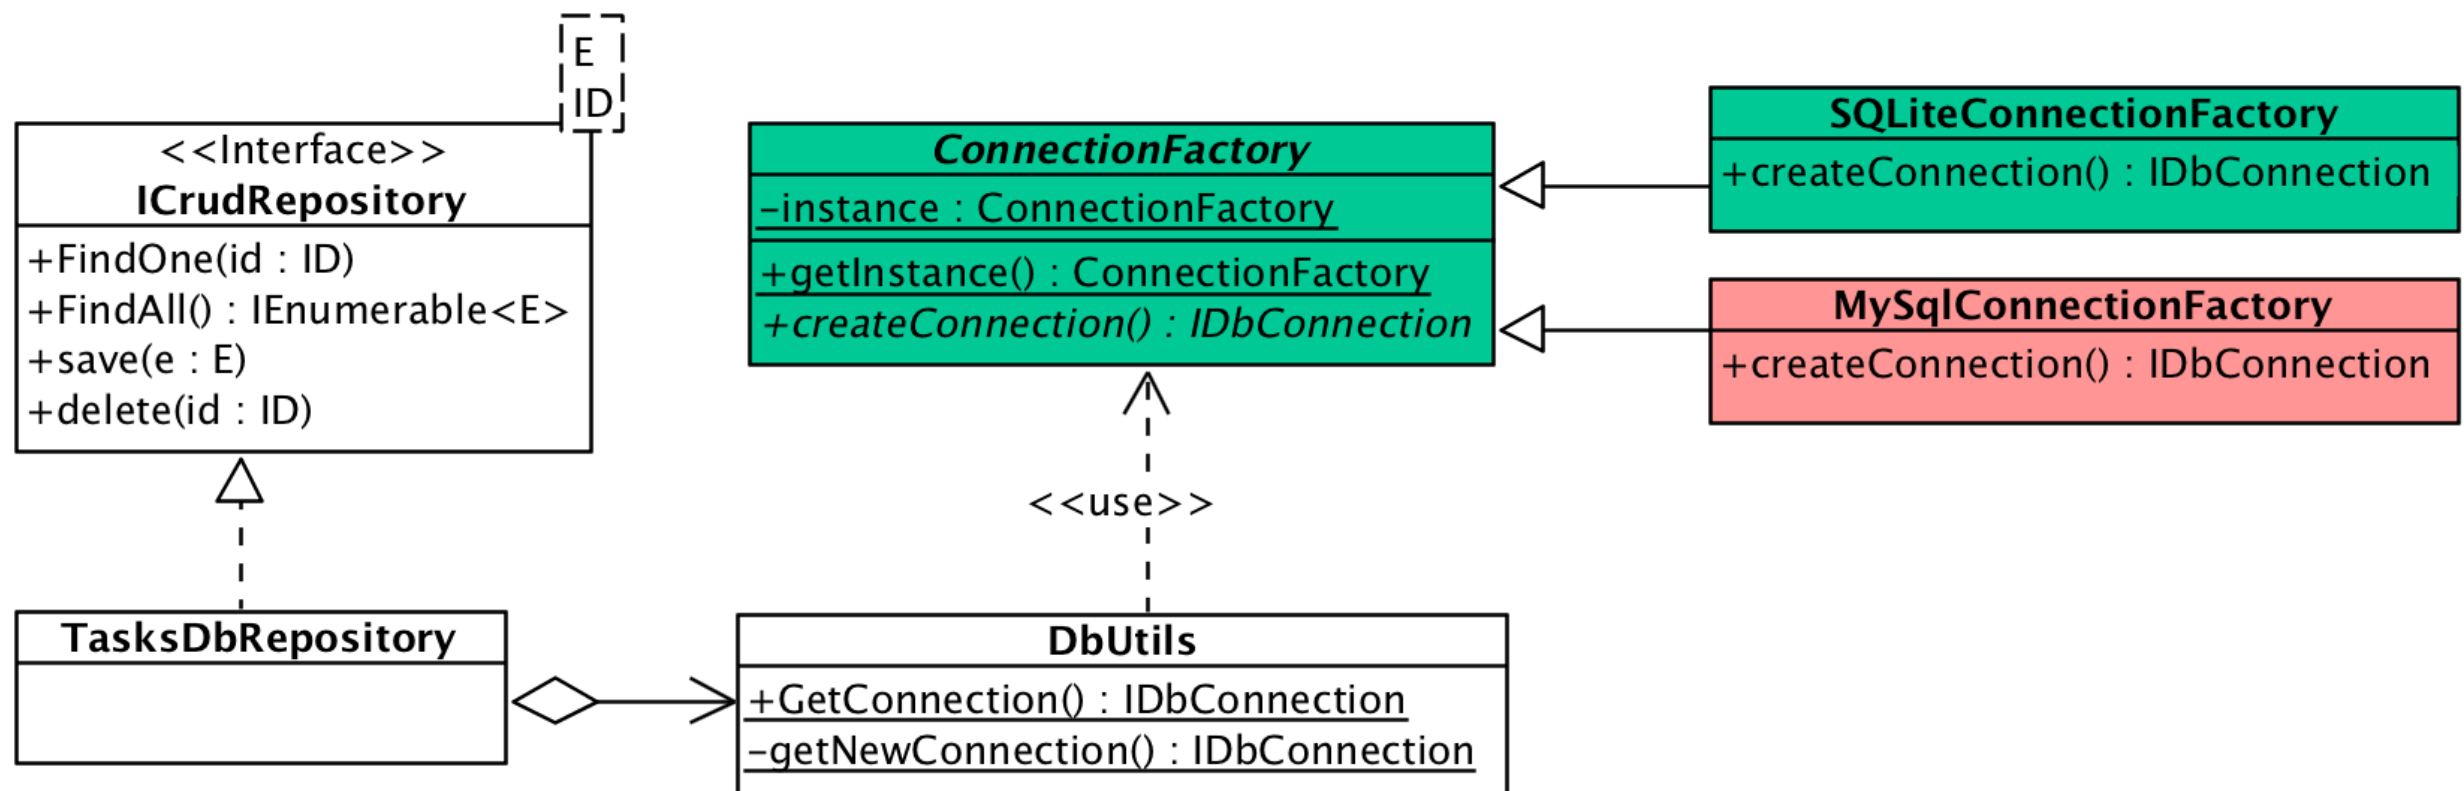 E
ID
<<Interface>>
ICrudRepository
+FindOne(id : ID)
+FindAll() : IEnumerable<E>
+save(e : E)
+delete(id : ID)
ConnectionFactory
-instance : ConnectionFactory
+getInstance() : ConnectionFactory
+createConnection() : IDbConnection
SQLiteConnectionFactory
+createConnection() : IDbConnection
MySqlConnectionFactory
+createConnection() : IDbConnection
<<use>>
TasksDbRepository
DbUtils
+GetConnection() : IDbConnection
-getNewConnection() : IDbConnection